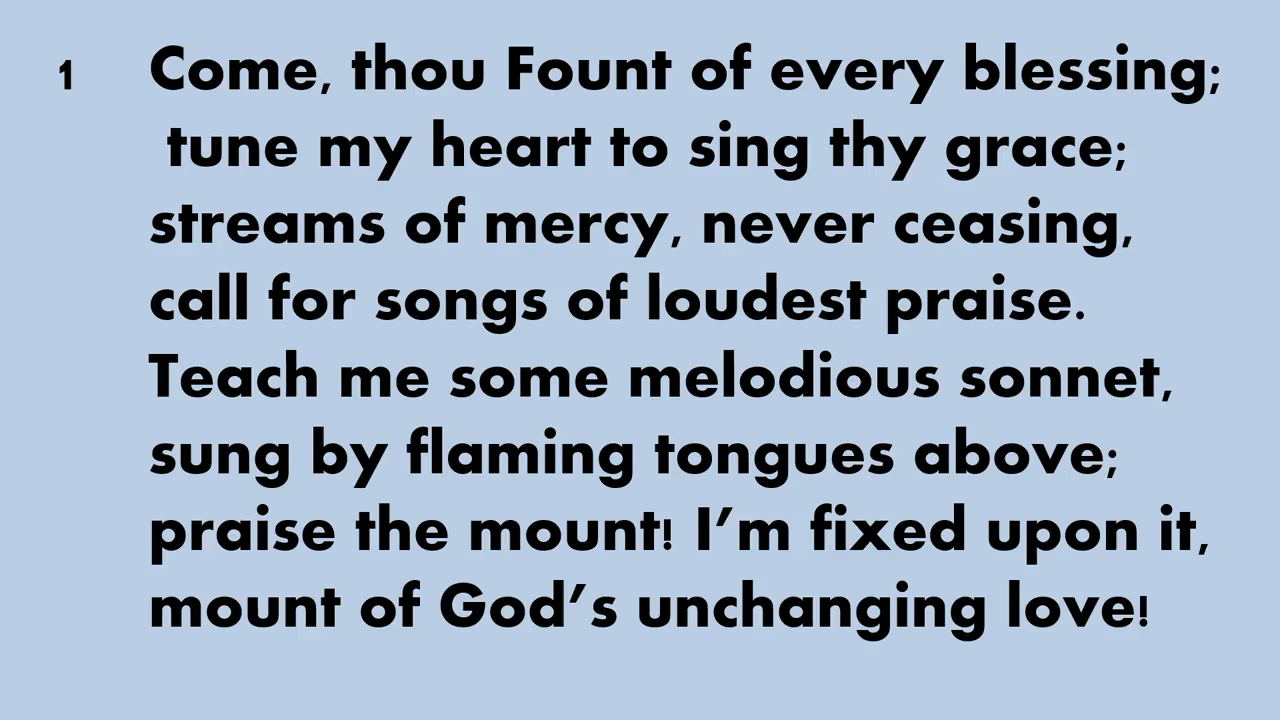 1 Come, thou Fount of every blessing;
tune my heart to sing thy grace;
streams of mercy, never ceasing,
call for songs of loudest praise.
Teach me some melodious sonnet,
sung by flaming tongues above;
praise the mount! I’m fixed upon it,
mount of God’s unchanging love!